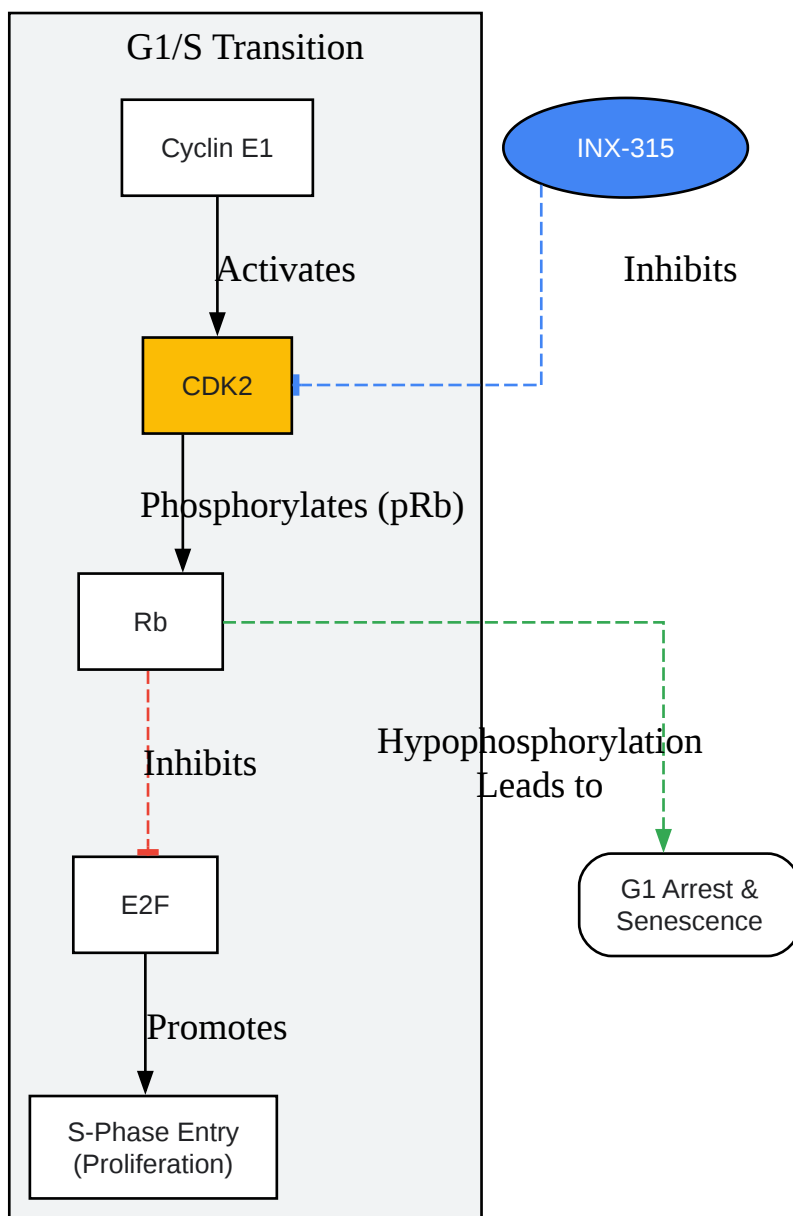 G1/S Transition
Cyclin E1
INX-315
Activates
Inhibits
CDK2
Phosphorylates (pRb)
Rb
Hypophosphorylation
Leads to
Inhibits
E2F
G1 Arrest &
Senescence
Promotes
S-Phase Entry
(Proliferation)